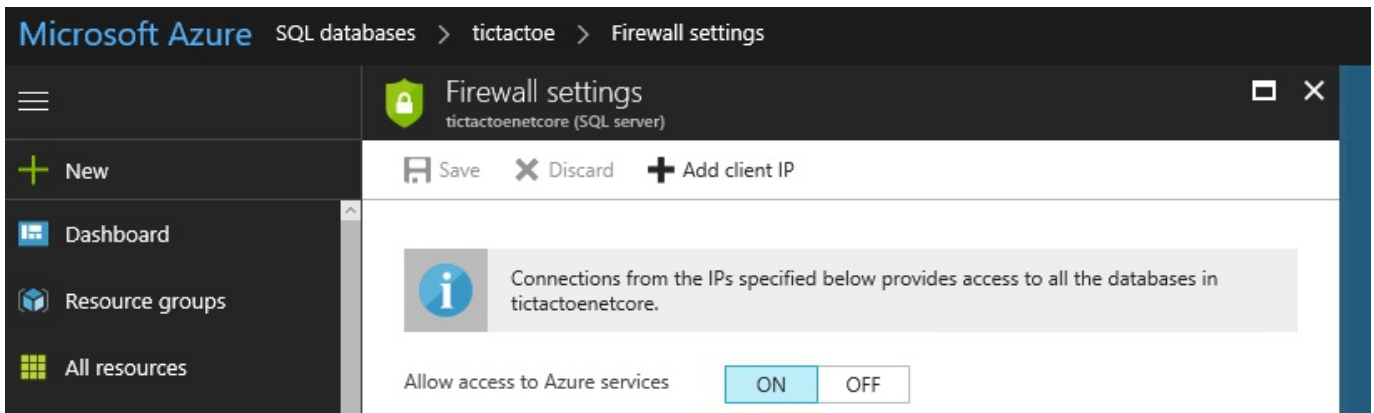 Microsoft Azure SQL databases > tictactoe > Firewall settings
Firewall settings
tictactoenetcore (SQL server)
New
Save Discard Add client IP
Dashboard
Resource groups
All resources
Connections from the IPs specified below provides access to all the databases in
tictactoenetcore.
Allow access to Azure services ON OFF